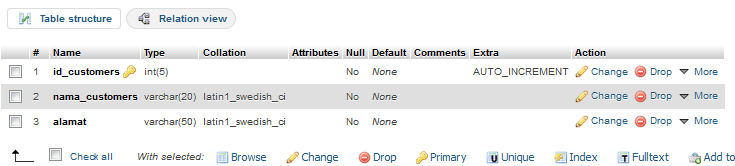 Table structure Relation view
# Name Type Collation Attributes Null Default Comments Extra Action
1 id_customers int(5) No None AUTO_INCREMENT Change Drop More
2 nama_customers varchar(20) latin1_swedish_ci No None Change Drop More
3 alamat varchar(50) latin1_swedish_ci No None Change Drop More
Check all With selected: Browse Change Drop Primary Unique Index Fulltext Add to